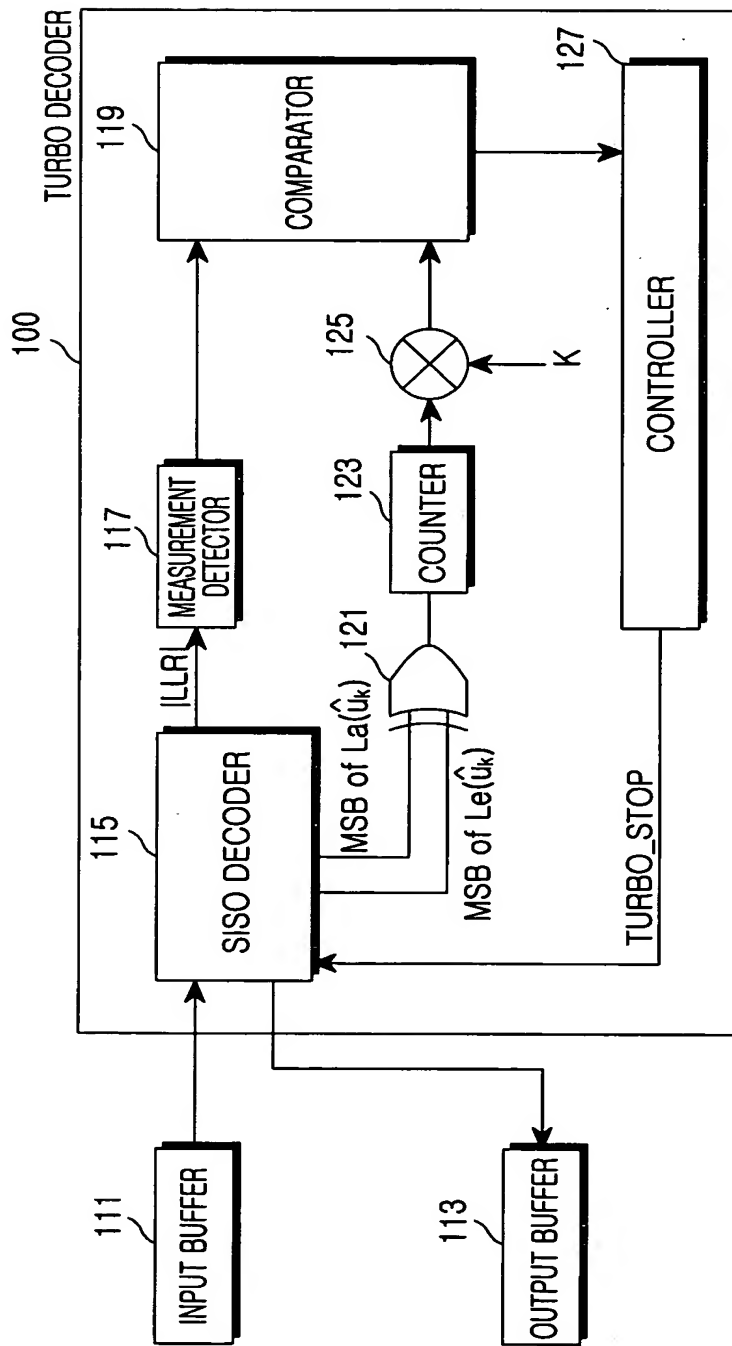 TURBO DECODER
100
111
INPUT BUFFER
113
OUTPUT BUFFER
115
SISO DECODER
|LLR|
117
MEASUREMENT
DETECTOR
119
COMPARATOR
MSB of La(ûk)
MSB of Le(ûk)
121
123
COUNTER
125
K
127
CONTROLLER
TURBO_STOP